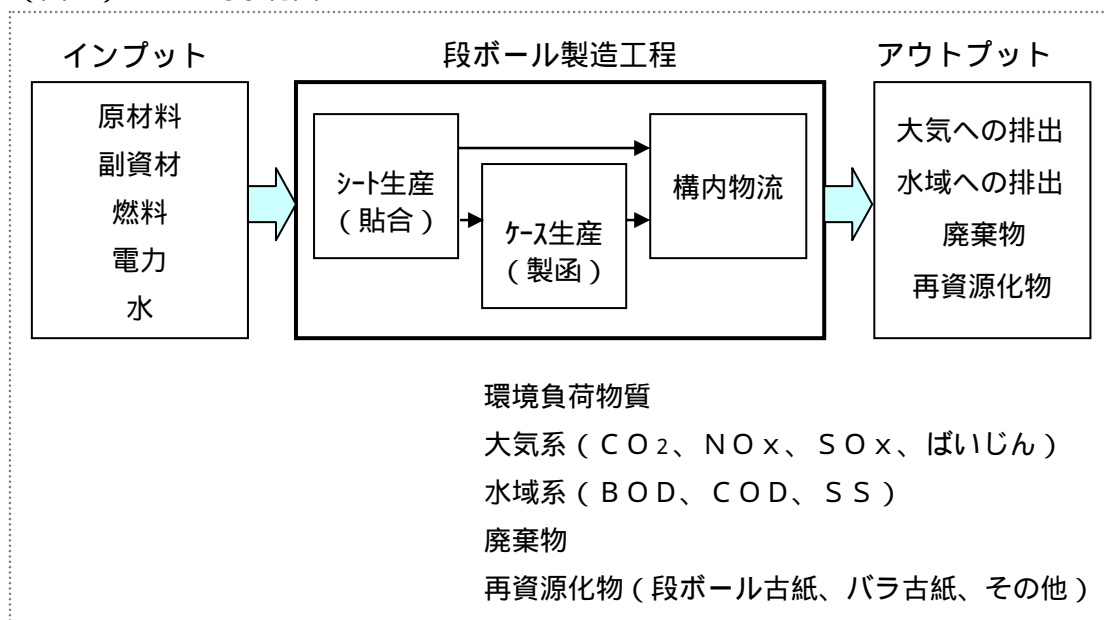 インプット
段ボール製造工程
アウトプット
原材料
副資材
燃料
電力
水
シート生産
(貼合)
ケース生産
(製函)
構内物流
大気への排出
水域への排出
廃棄物
再資源化物
環境負荷物質
大気系(CO2、NOx、SOx、ばいじん)
水域系(BOD、COD、SS)
廃棄物
再資源化物(段ボール古紙、バラ古紙、その他)